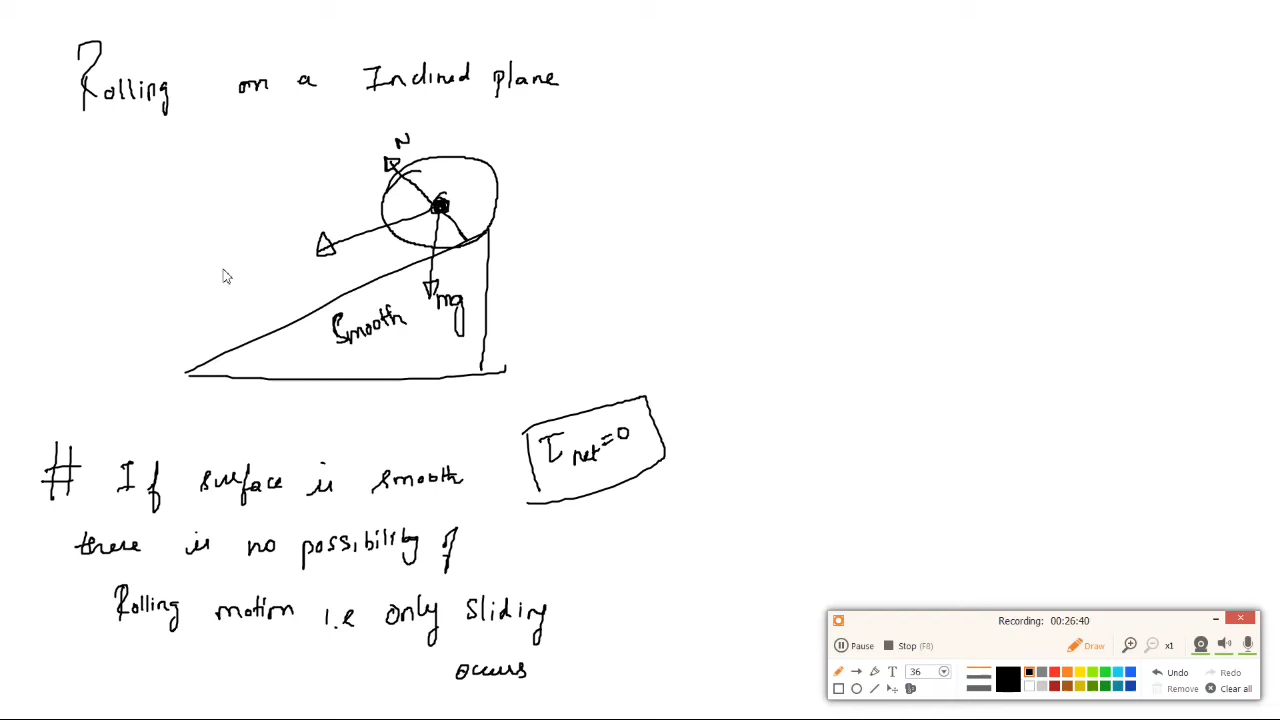 Rolling on a Inclined plane
N
mg
Smooth
τ net = 0
# If surface is smooth
there is no possibility of
Rolling motion i.e only Sliding
occurs
Recording: 00:26:40
Pause Stop (F8) Draw x1
T 36 Undo Redo
Remove Clear all